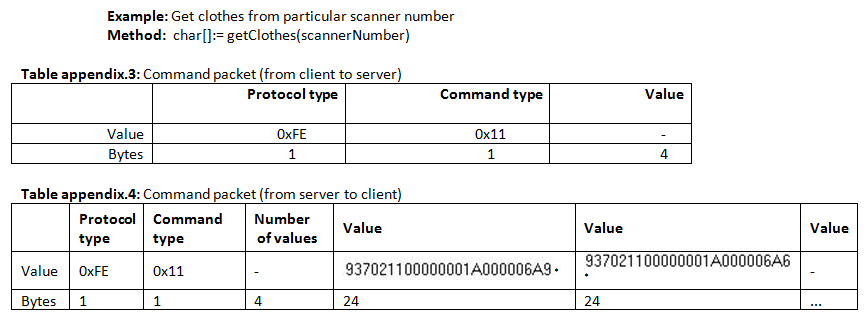 Example: Get clothes from particular scanner number
Method: char[]:= getClothes(scannerNumber)
Table appendix.3: Command packet (from client to server)
Protocol type Command type Value
Value 0xFE 0x11 -
Bytes 1 1 4
Table appendix.4: Command packet (from server to client)
Protocol type Command type Number of values Value Value Value
Value 0xFE 0x11 - 937021100000001A000006A9. 937021100000001A000006A6. -
Bytes 1 1 4 24 24 ...